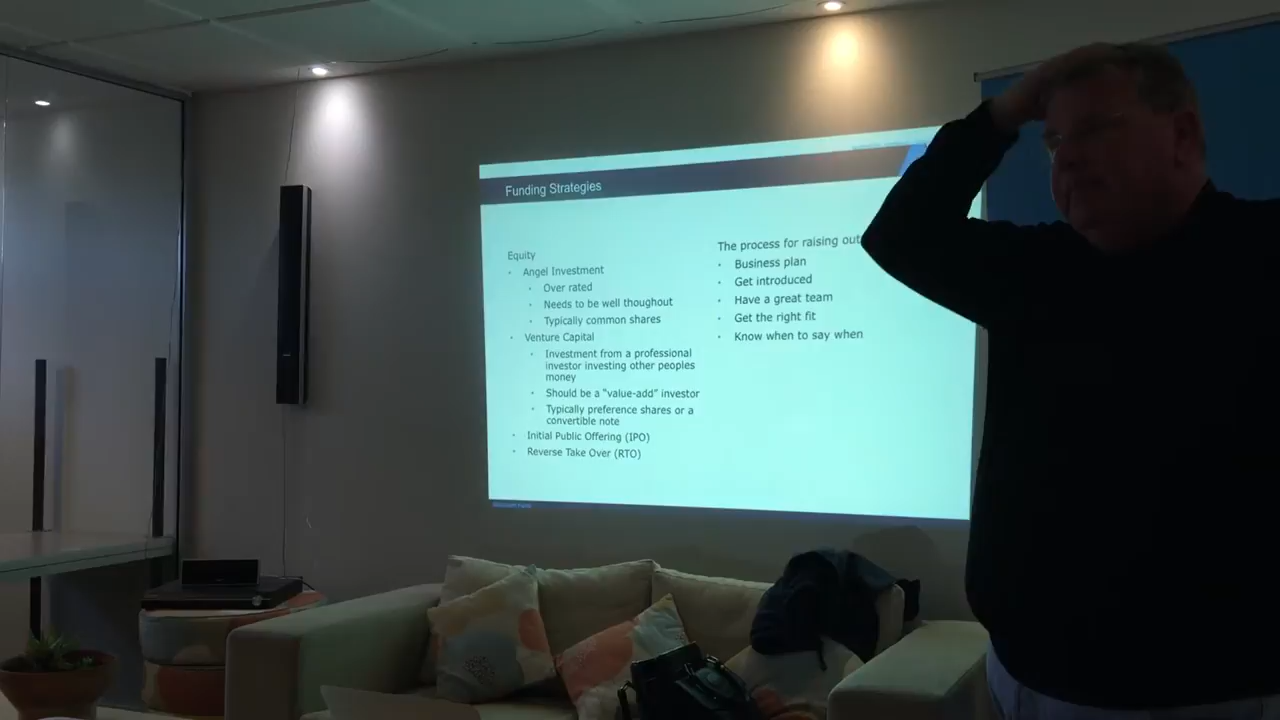 Funding Strategies
Equity
Angel Investment
Over rated
Needs to be well thoughout
Typically common shares
Venture Capital
Investment from a professional
investor investing other peoples
money
Should be a "value-add" investor
Typically preference shares or a
convertible note
Initial Public Offering (IPO)
Reverse Take Over (RTO)
The process for raising out
Business plan
Get introduced
Have a great team
Get the right fit
Know when to say when